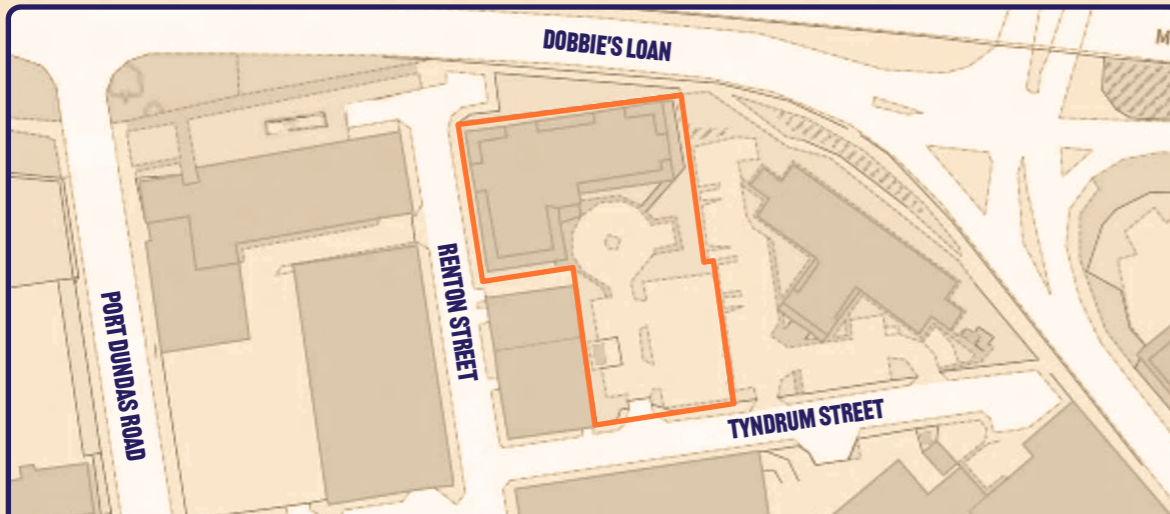 DOBBIE'S LOAN
M
RENTON STREET
PORT DUNDAS ROAD
TYNDRUM STREET